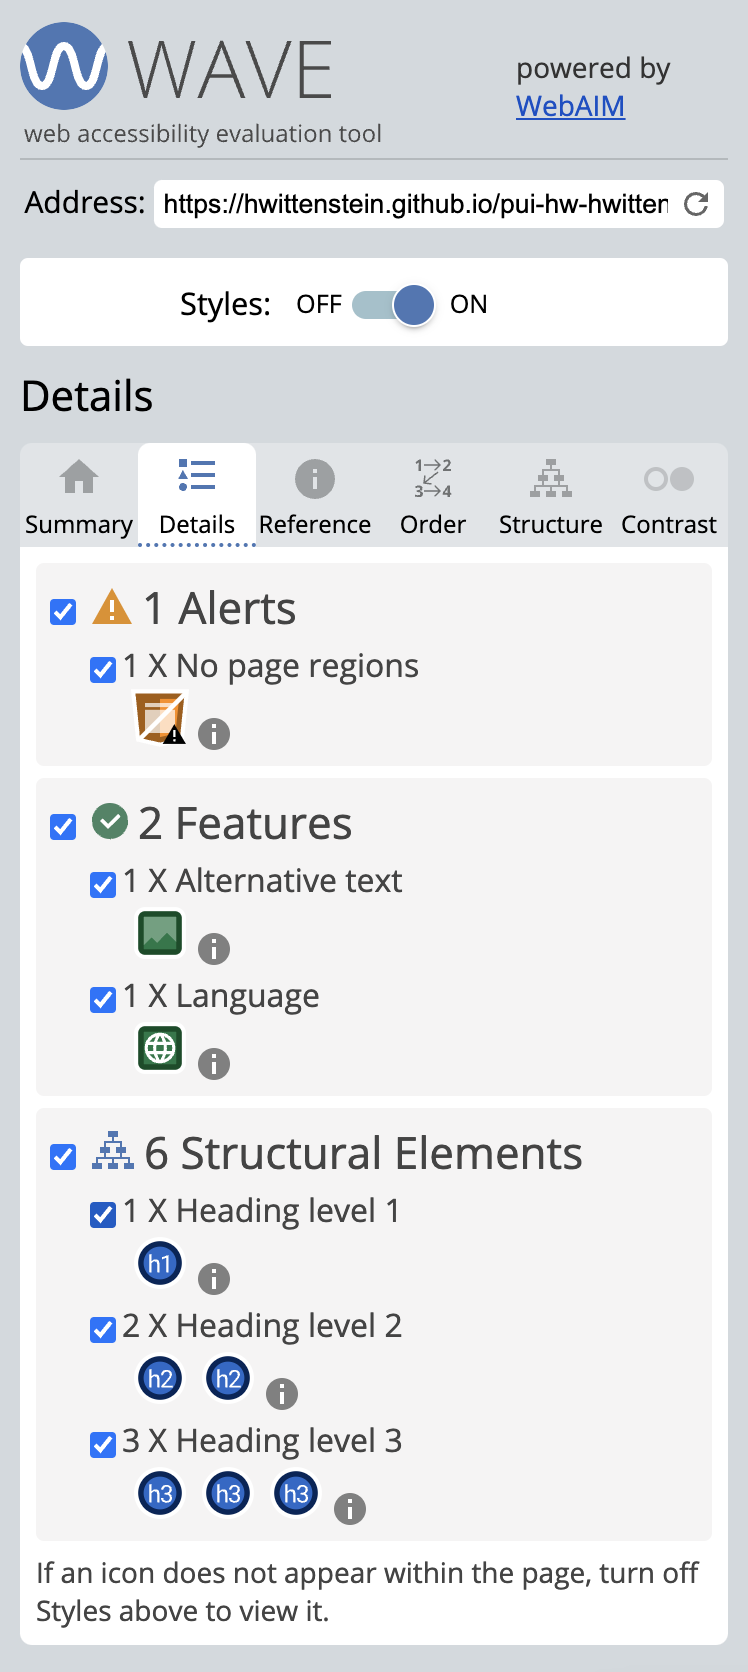 WAVE
powered by
WebAIM
web accessibility evaluation tool
Address: https://hwittenstein.github.io/pui-hw-hwitten
Styles: OFF ON
Details
Summary Details Reference Order Structure Contrast
1 Alerts
1 X No page regions
2 Features
1 X Alternative text
1 X Language
6 Structural Elements
1 X Heading level 1
h1
2 X Heading level 2
h2 h2
3 X Heading level 3
h3 h3 h3
If an icon does not appear within the page, turn off
Styles above to view it.